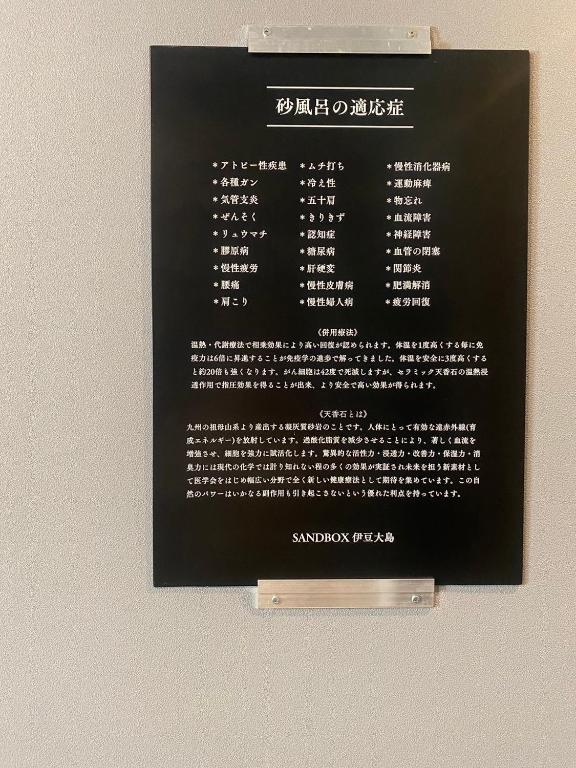 砂風呂の適応症
＊アトピー性疾患 ＊ムチ打ち ＊慢性消化器病
＊各種ガン ＊冷え性 ＊運動麻痺
＊気管支炎 ＊五十肩 ＊物忘れ
＊ぜんそく ＊きりきず ＊血流障害
＊リュウマチ ＊認知症 ＊神経障害
＊膠原病 ＊糖尿病 ＊血管の閉塞
＊慢性疲労 ＊肝硬変 ＊関節炎
＊腰痛 ＊慢性皮膚病 ＊肥満解消
＊肩こり ＊慢性婦人病 ＊疲労回復
《併用療法》
温熱・代謝療法で相乗効果により高い回復が認められます。体温を1度高くする毎に免
疫力は6倍に昇進することが免疫学の進歩で解ってきました。体温を安全に3度高くする
と約20倍も強くなります。がん細胞は42度で死滅しますが、セラミックス天香石の温熱浸
透作用で指圧効果を得ることが出来、より安全で高い効果が得られます。
《天香石とは》
九州の祖母山系より産出する凝灰質砂岩のことです。人体にとって有効な遠赤外線(育
成エネルギー)を放射しています。過酸化脂質を減少させることにより、著しく血流を
増強させ、細胞を強力に賦活化します。驚異的な活性力・浸透力・改善力・保湿力・消
臭力には現代の化学では計り知れない程の多くの効果が実証され未来を担う新素材とし
て医学会をはじめ幅広い分野で全く新しい健康療法として期待を集めています。この自
然のパワーはいかなる副作用も引き起こさないという優れた利点を持っています。
SANDBOX 伊豆大島